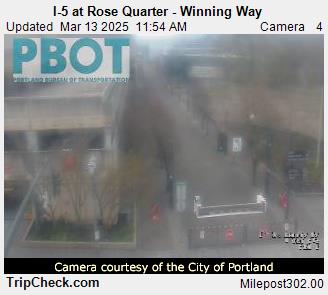 I-5 at Rose Quarter - Winning Way
Updated Mar 13 2025 11:54 AM Camera 4
PBOT
PORTLAND BUREAU OF TRANSPORTATION
Camera courtesy of the City of Portland
TripCheck.com Milepost302.00